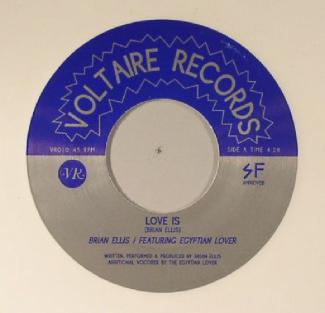 VOLTAIRE RECORDS
VR010 45 RPM
SIDE A TIME 4:28
VR
SF
APPROVED
LOVE IS
(BRIAN ELLIS)
BRIAN ELLIS / FEATURING EGYPTIAN LOVER
WRITTEN, PERFORMED & PRODUCED BY BRIAN ELLIS
ADDITIONAL VOCODER BY THE EGYPTIAN LOVER